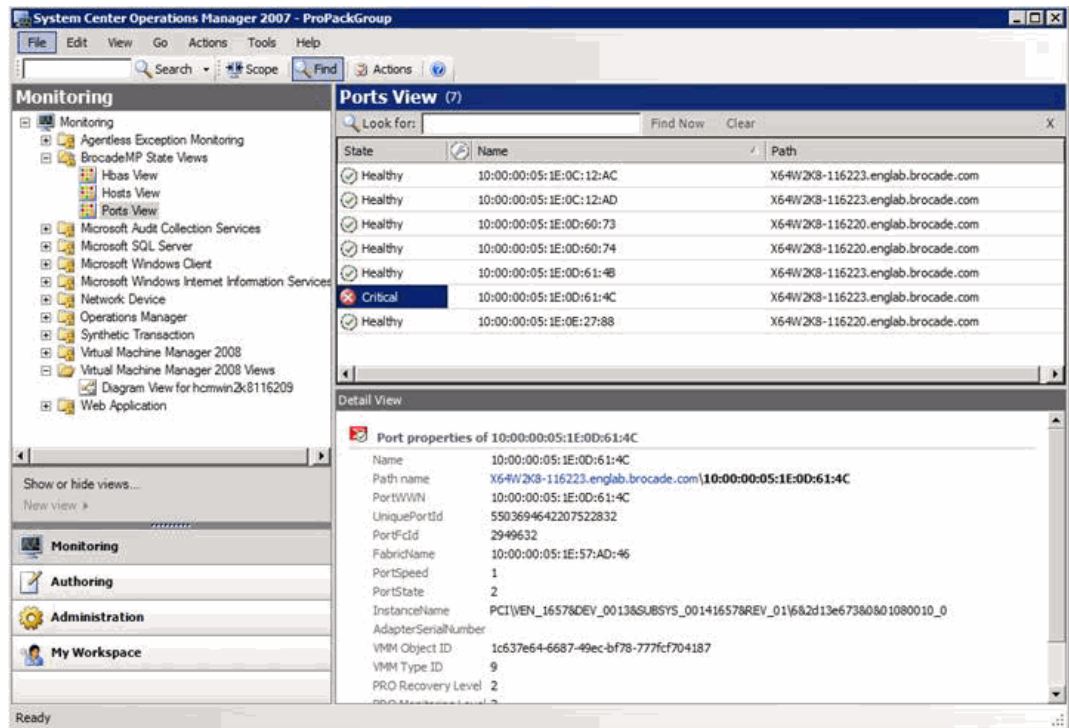 System Center Operations Manager 2007 - ProPackGroup
File Edit View Go Actions Tools Help
Search Scope Find Actions
Monitoring
Monitoring
Agentless Exception Monitoring
BrocadeMP State Views
Hbas View
Hosts View
Ports View
Microsoft Audit Collection Services
Microsoft SQL Server
Microsoft Windows Client
Microsoft Windows Internet Information Services
Network Device
Operations Manager
Synthetic Transaction
Virtual Machine Manager 2008
Virtual Machine Manager 2008 Views
Diagram View for hcmwin2k8116209
Web Application
Show or hide views...
New view
Monitoring
Authoring
Administration
My Workspace
Ports View (7)
Look for: Find Now Clear X
State Name Path
Healthy 10:00:00:05:1E:0C:12:AC X64W2K8-116223.englab.brocade.com
Healthy 10:00:00:05:1E:0C:12:AD X64W2K8-116223.englab.brocade.com
Healthy 10:00:00:05:1E:0D:60:73 X64W2K8-116220.englab.brocade.com
Healthy 10:00:00:05:1E:0D:60:74 X64W2K8-116220.englab.brocade.com
Healthy 10:00:00:05:1E:0D:61:4B X64W2K8-116223.englab.brocade.com
Critical 10:00:00:05:1E:0D:61:4C X64W2K8-116223.englab.brocade.com
Healthy 10:00:00:05:1E:0E:27:88 X64W2K8-116220.englab.brocade.com
Detail View
Port properties of 10:00:00:05:1E:0D:61:4C
Name 10:00:00:05:1E:0D:61:4C
Path name X64W2K8-116223.englab.brocade.com\10:00:00:05:1E:0D:61:4C
PortWWN 10:00:00:05:1E:0D:61:4C
UniquePortId 5503694642207522832
PortFcId 2949632
FabricName 10:00:00:05:1E:57:AD:46
PortSpeed 1
PortState 2
InstanceName PCI\VEN_1657&DEV_0013&SUBSYS_00141657&REV_01\6&2d13e673&0&01080010_0
AdapterSerialNumber
VMM Object ID 1c637e64-6687-49ec-bf78-777fcf704187
VMM Type ID 9
PRO Recovery Level 2
Ready